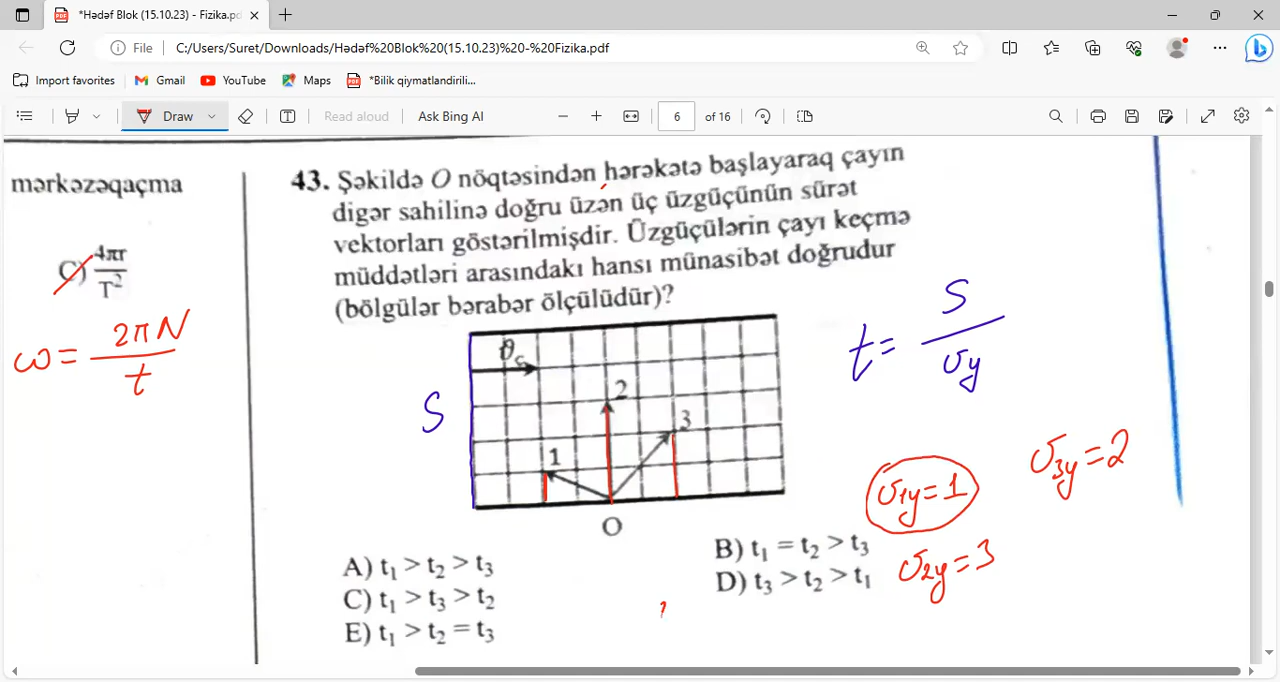 *Hədəf Blok (15.10.23) - Fizika.pd
File
C:/Users/Suret/Downloads/Hədəf%20Blok%20(15.10.23)%20-%20Fizika.pdf
Import favorites
Gmail
YouTube
Maps
*Bilik qiymatlandirili...
Draw
Read aloud
Ask Bing AI
6
of 16
mərkəzəqaçma
C) 4πr/T²
ω = 2πN/t
43. Şəkildə O nöqtəsindən hərəkətə başlayaraq çayın
digər sahilinə doğru üzən üç üzgüçünün sürət
vektorları göstərilmişdir. Üzgüçülərin çayı keçmə
müddətləri arasındakı hansı münasibət doğrudur
(bölgülər bərabər ölçülüdür)?
ϑç
2
3
1
O
S
t = S/υy
υ1y=1
υ3y=2
υ2y=3
A) t₁ > t₂ > t₃
B) t₁ = t₂ > t₃
C) t₁ > t₃ > t₂
D) t₃ > t₂ > t₁
E) t₁ > t₂ = t₃